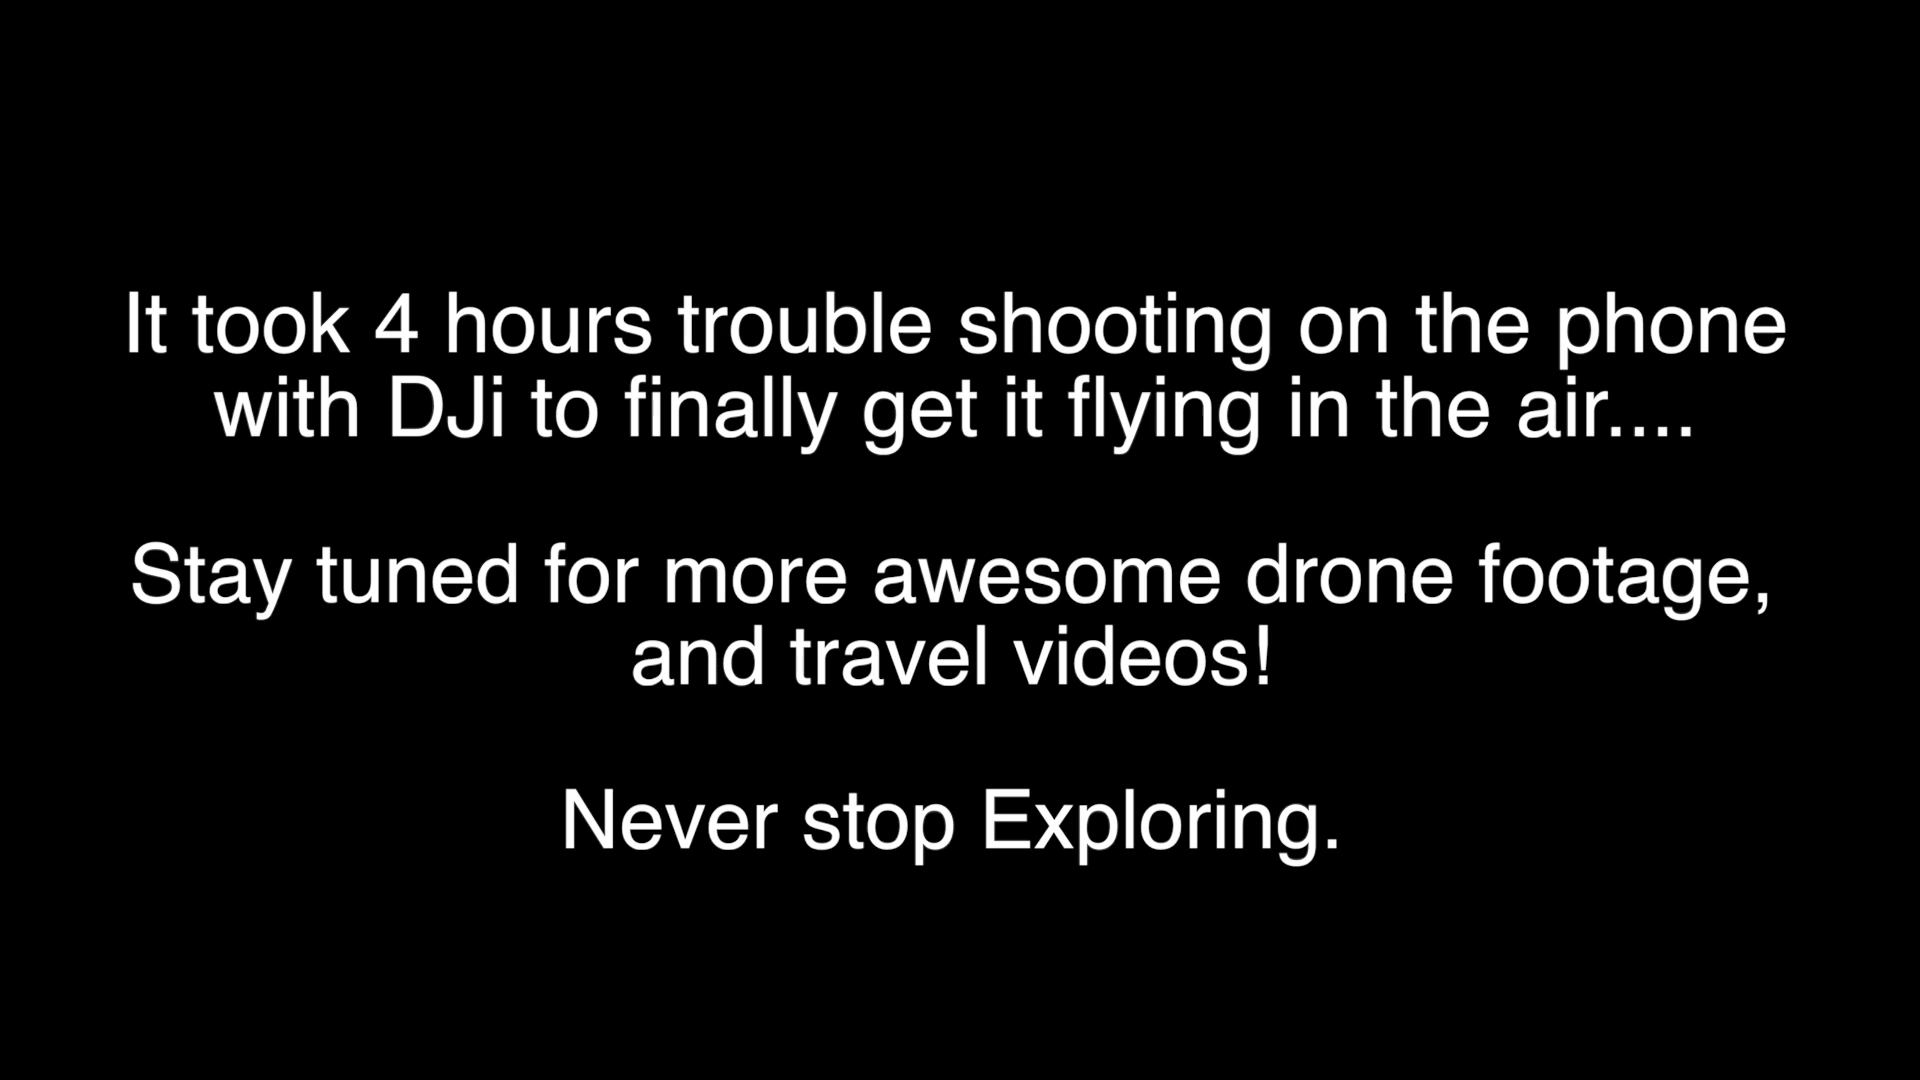 It took 4 hours trouble shooting on the phone
with DJi to finally get it flying in the air....
Stay tuned for more awesome drone footage,
and travel videos!
Never stop Exploring.